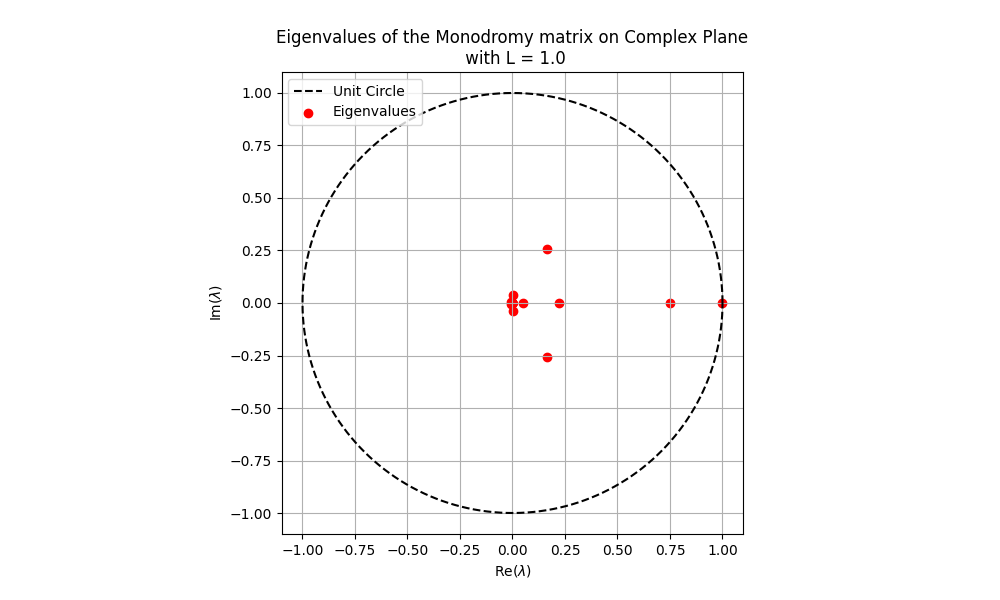 Eigenvalues of the Monodromy matrix on Complex Plane
with L = 1.0
Unit Circle
Eigenvalues
1.00
0.75
0.50
0.25
0.00
−0.25
−0.50
−0.75
−1.00
Im(λ)
−1.00 −0.75 −0.50 −0.25 0.00 0.25 0.50 0.75 1.00
Re(λ)